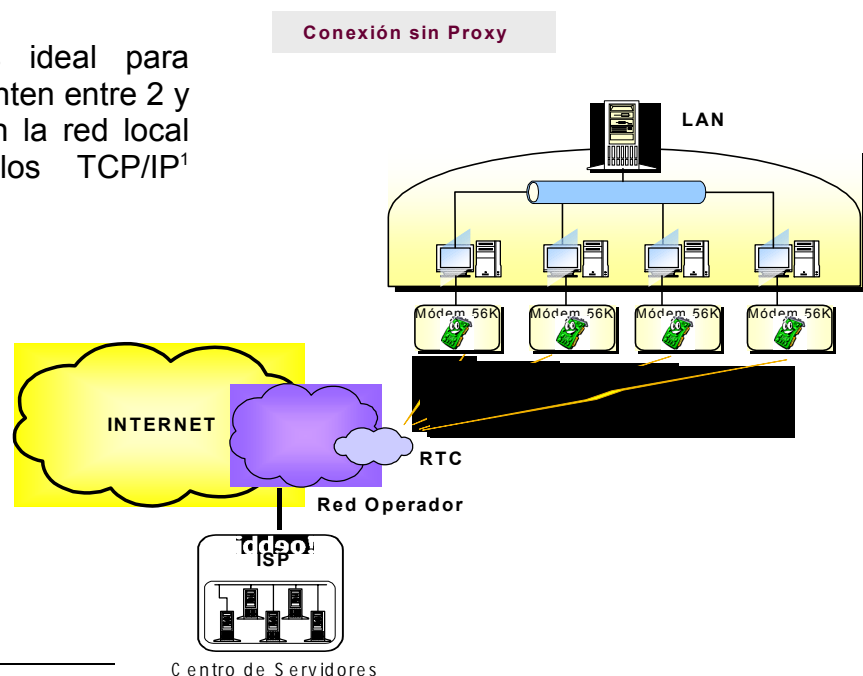 Conexión sin Proxy
ideal para
nten entre 2 y
n la red local
los TCP/IP1
LAN
Módem 56K
Módem 56K
Módem 56K
Módem 56K
INTERNET
RTC
Red Operador
ISP
Centro de Servidores